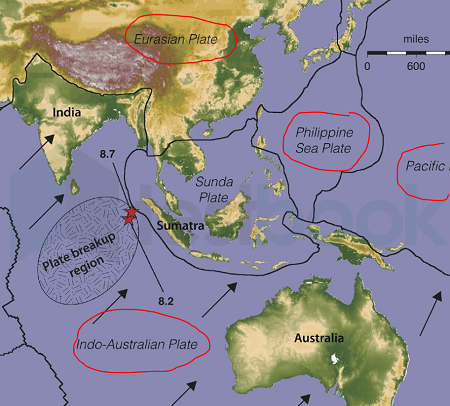 Eurasian Plate
miles
0
600
India
Philippine
Sea Plate
8.7
Pacific
Sunda
Plate
Sumatra
Plate breakup
region
8.2
Indo-Australian Plate
Australia